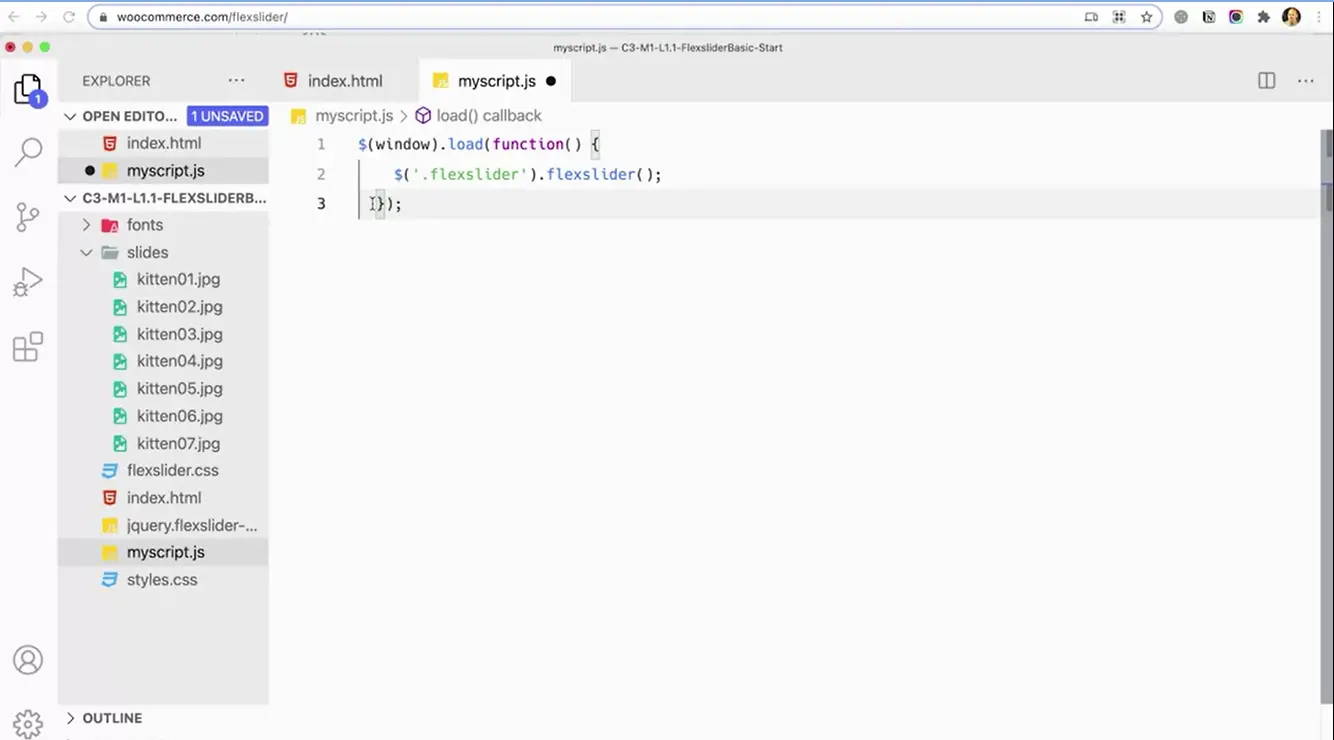 woocommerce.com/flexslider/
myscript.js — C3-M1-L1.1-FlexsliderBasic-Start
EXPLORER
index.html
myscript.js
1
OPEN EDITO...
1 UNSAVED
myscript.js
load() callback
index.html
myscript.js
C3-M1-L1.1-FLEXSLIDERB...
fonts
slides
kitten01.jpg
kitten02.jpg
kitten03.jpg
kitten04.jpg
kitten05.jpg
kitten06.jpg
kitten07.jpg
flexslider.css
index.html
jquery.flexslider-...
myscript.js
styles.css
OUTLINE
1 $(window).load(function() {
2 $('.flexslider').flexslider();
3 });